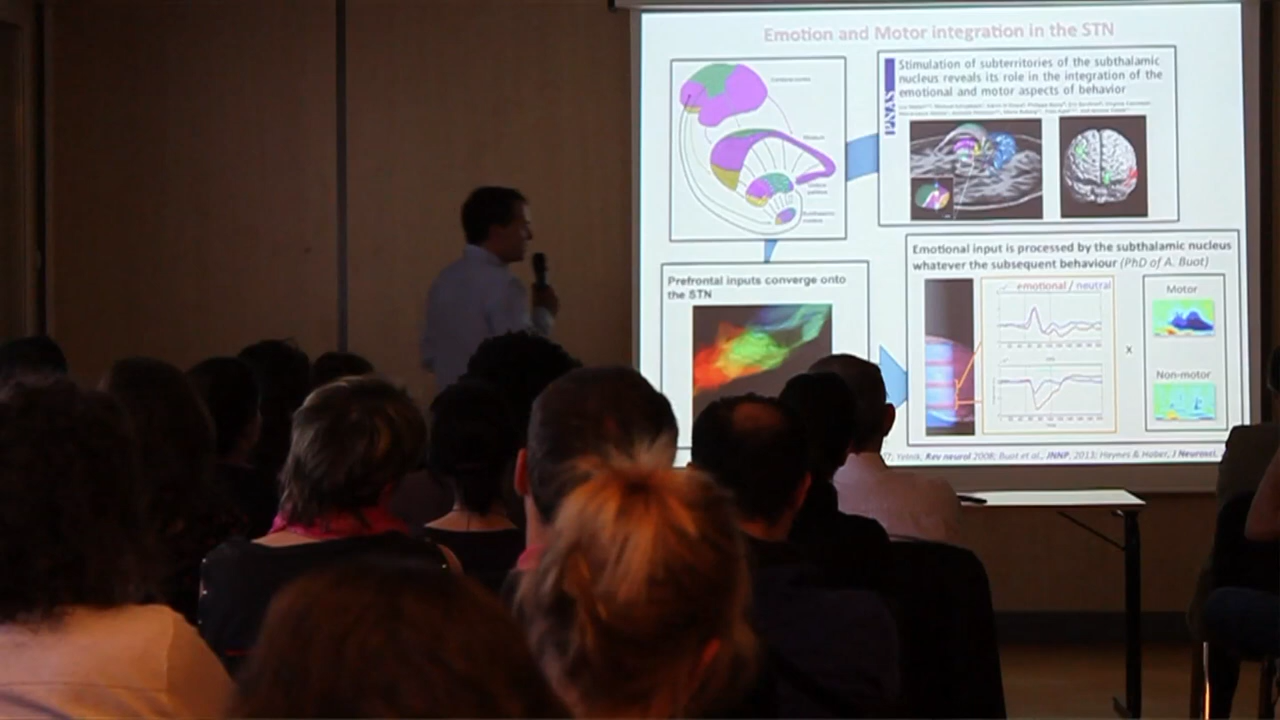 Emotion and Motor integration in the STN
Stimulation of subterritories of the subthalamic
nucleus reveals its role in the integration of the
emotional and motor aspects of behavior
PNAS
Prefrontal inputs converge onto
the STN
Emotional input is processed by the subthalamic nucleus
whatever the subsequent behaviour (PhD of A. Buot)
emotional / neutral
Motor
x
Non-motor
Rev neurol 2008; Buot et al., JNNP, 2013; Heynes & Haber, J Neurosci,